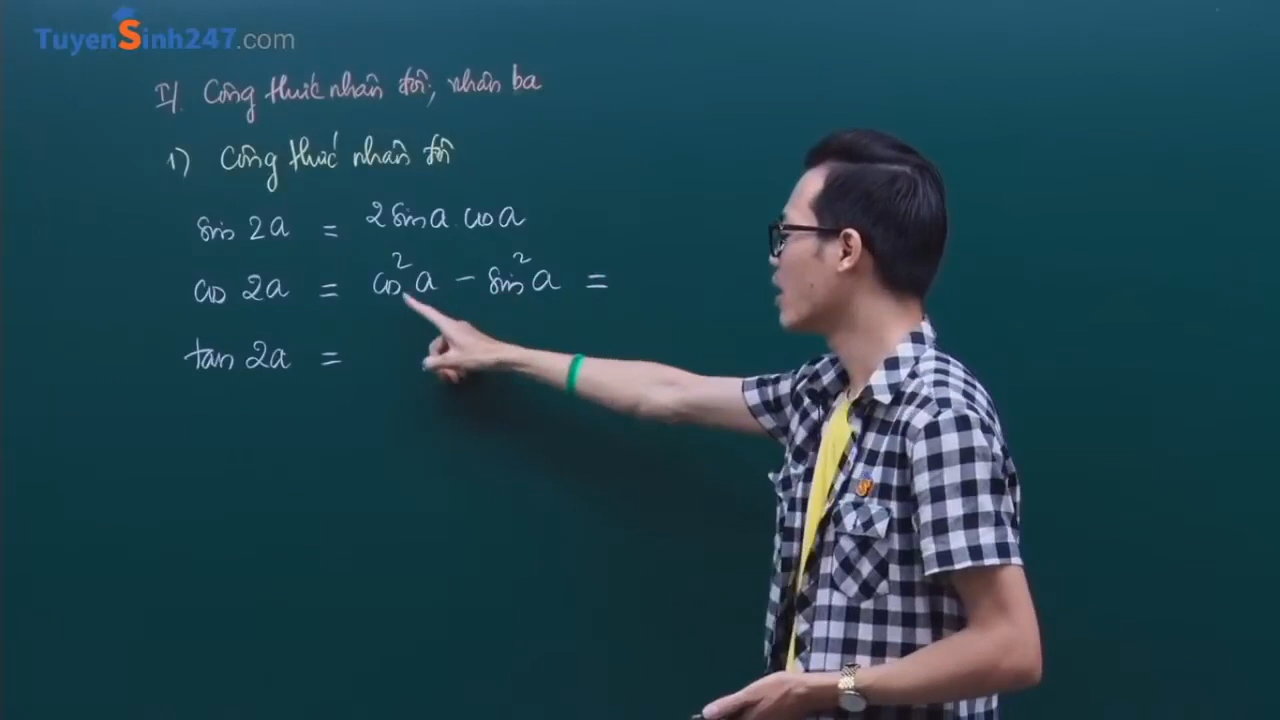 TuyenSinh247.com
II/. Công thức nhân đôi, nhân ba
1) Công thức nhân đôi
sin 2a = 2 sin a . cos a
cos 2a = cos²a - sin²a =
tan 2a =